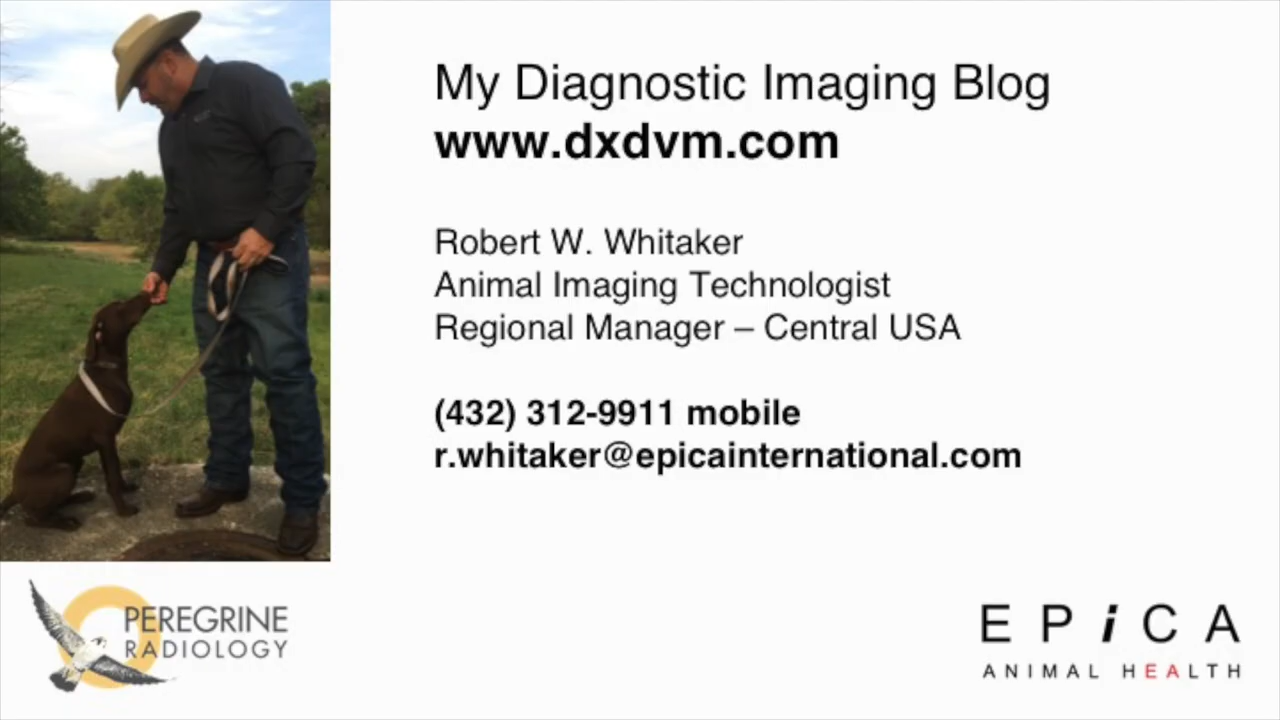 My Diagnostic Imaging Blog
www.dxdvm.com
Robert W. Whitaker
Animal Imaging Technologist
Regional Manager – Central USA
(432) 312-9911 mobile
r.whitaker@epicainternational.com
PEREGRINE
RADIOLOGY
EPiCA
ANIMAL HEALTH